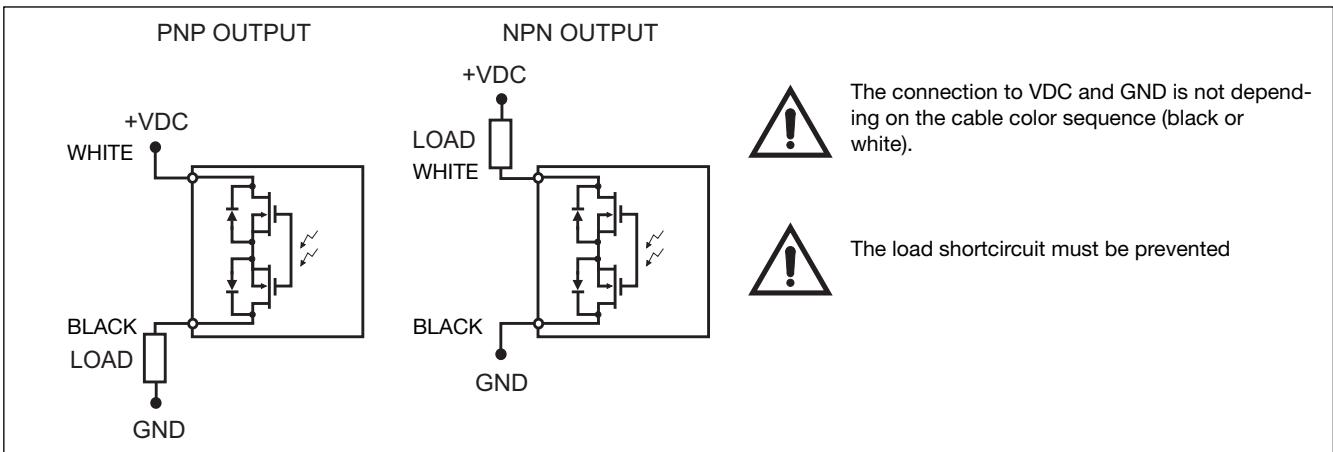 PNP OUTPUT
+VDC
WHITE
BLACK
LOAD
GND
NPN OUTPUT
+VDC
LOAD
WHITE
BLACK
GND
The connection to VDC and GND is not depend-
ing on the cable color sequence (black or
white).
The load shortcircuit must be prevented